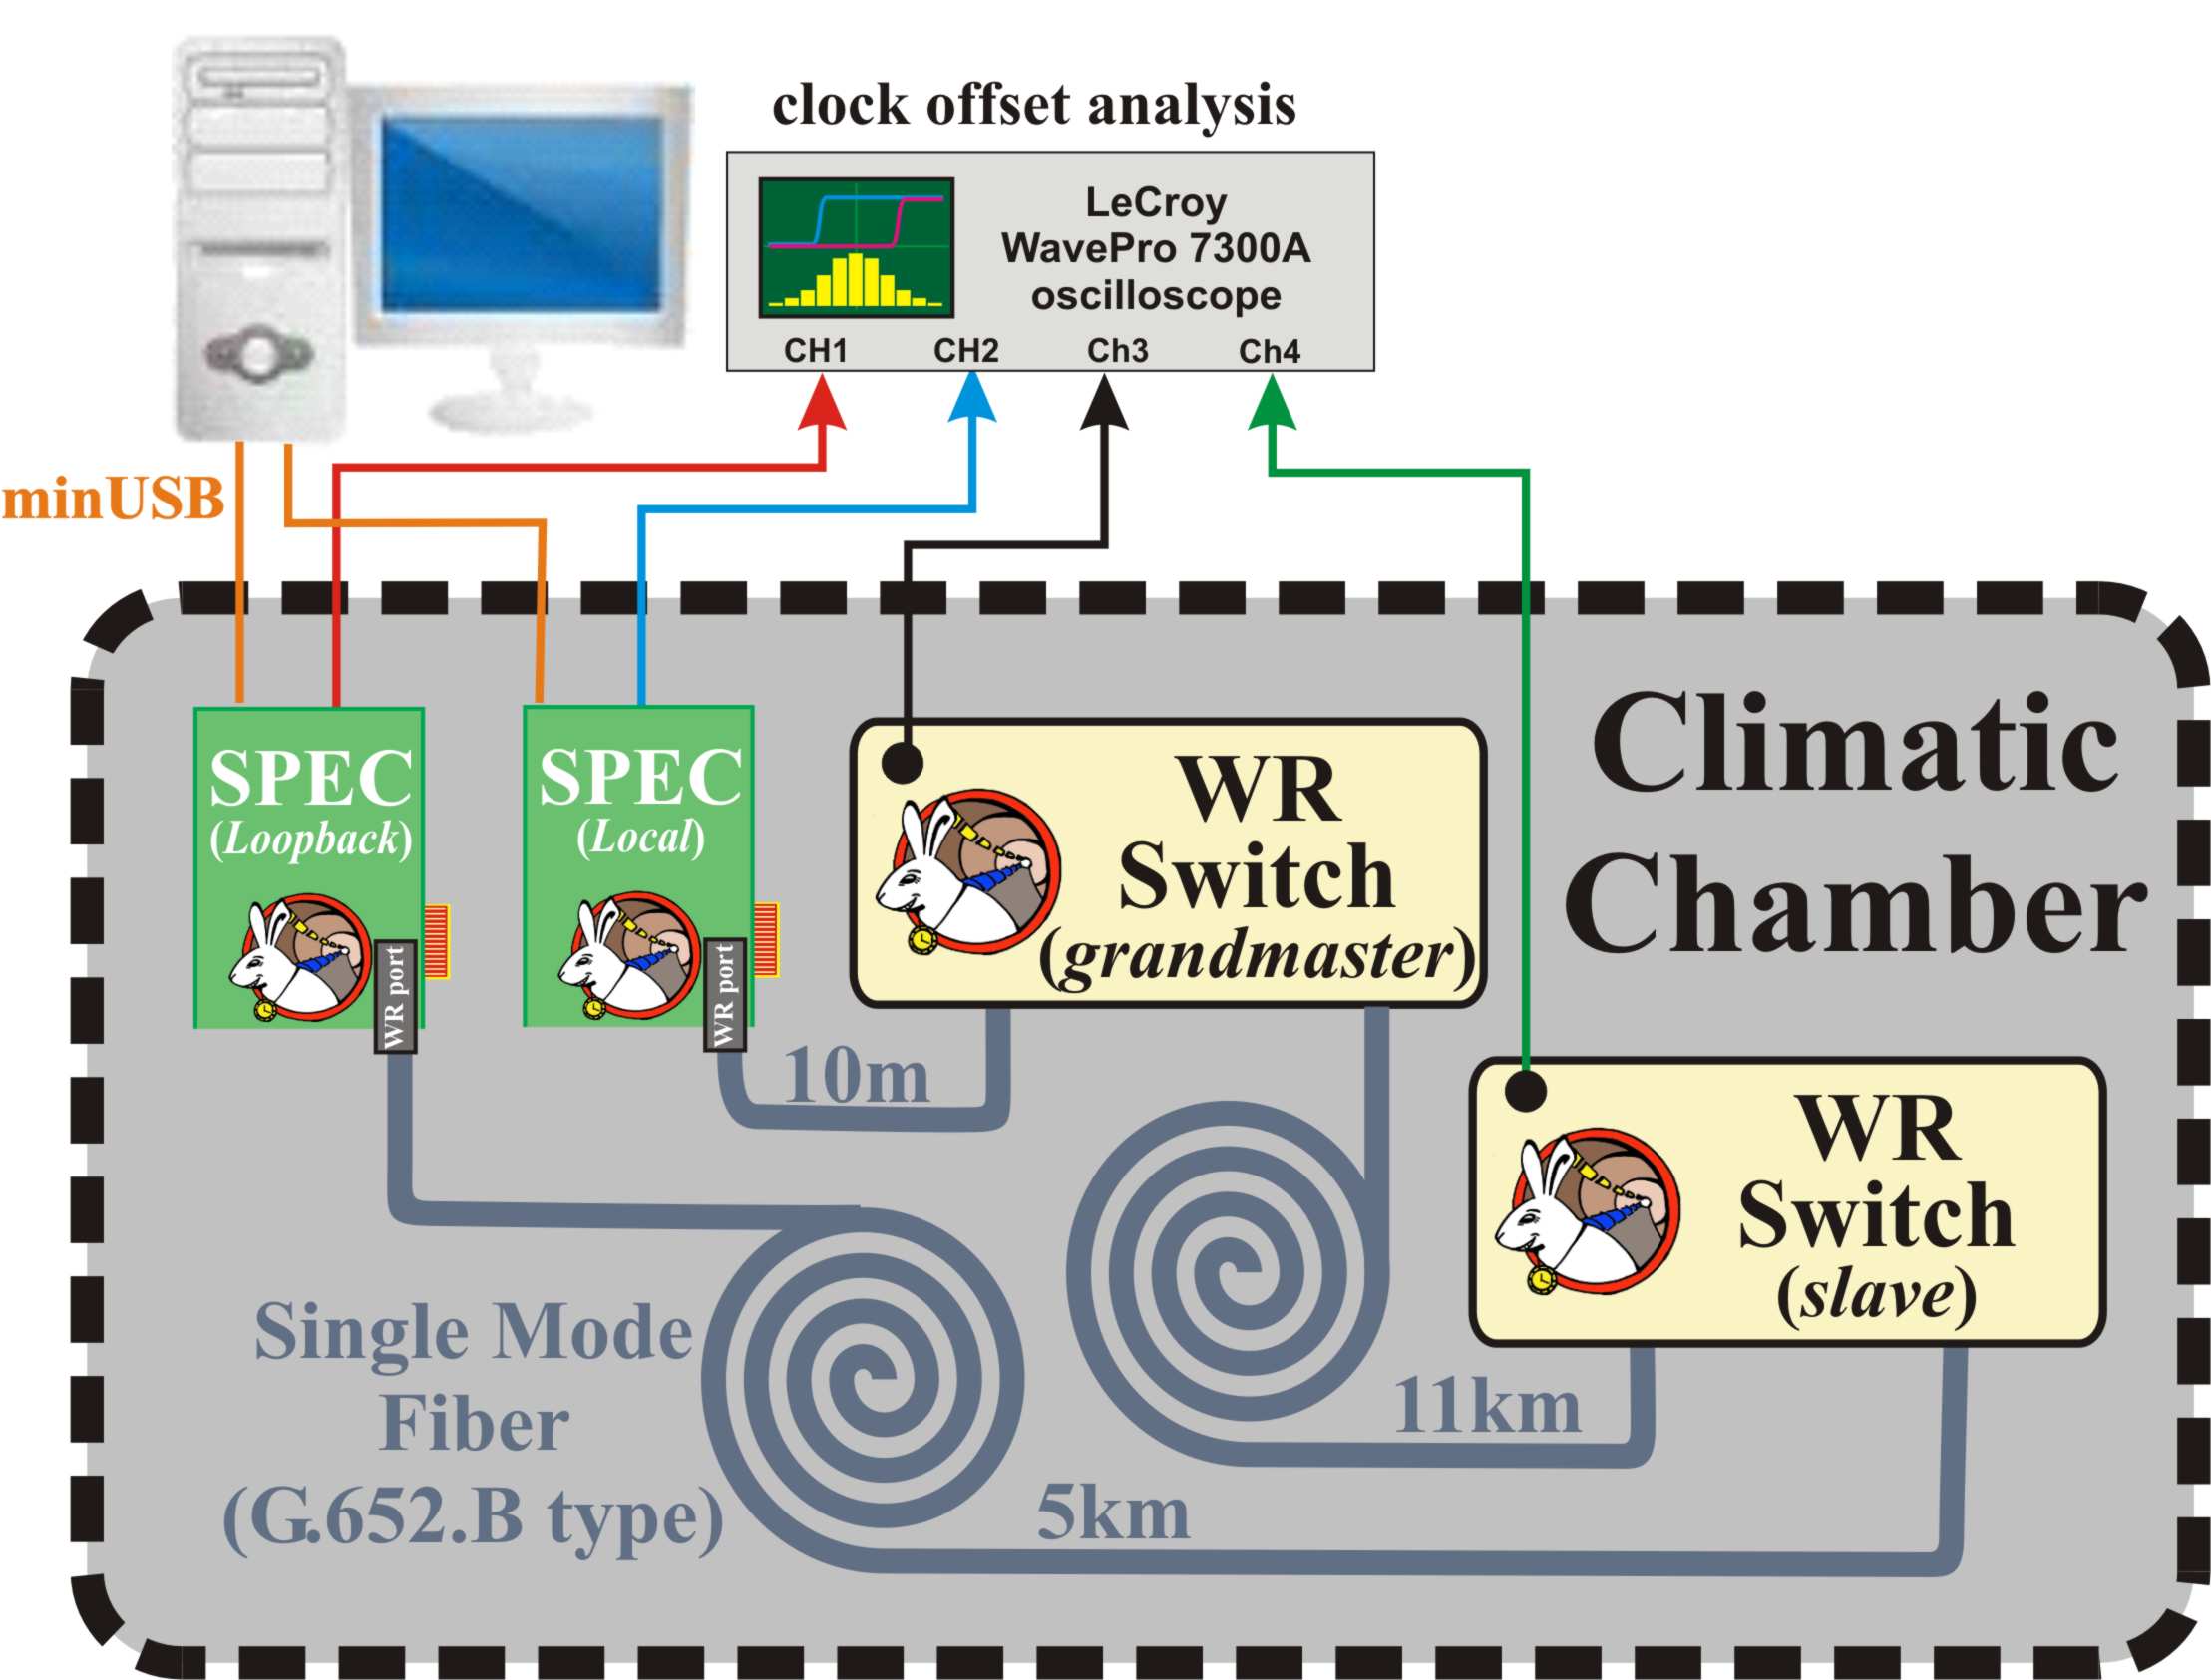 clock offset analysis
LeCroy
WavePro 7300A
oscilloscope
CH1 CH2 Ch3 Ch4
minUSB
Climatic
Chamber
SPEC
(Loopback)
WR port
SPEC
(Local)
WR port
WR
Switch
(grandmaster)
10m
WR
Switch
(slave)
11km
Single Mode
Fiber
(G.652.B type)
5km